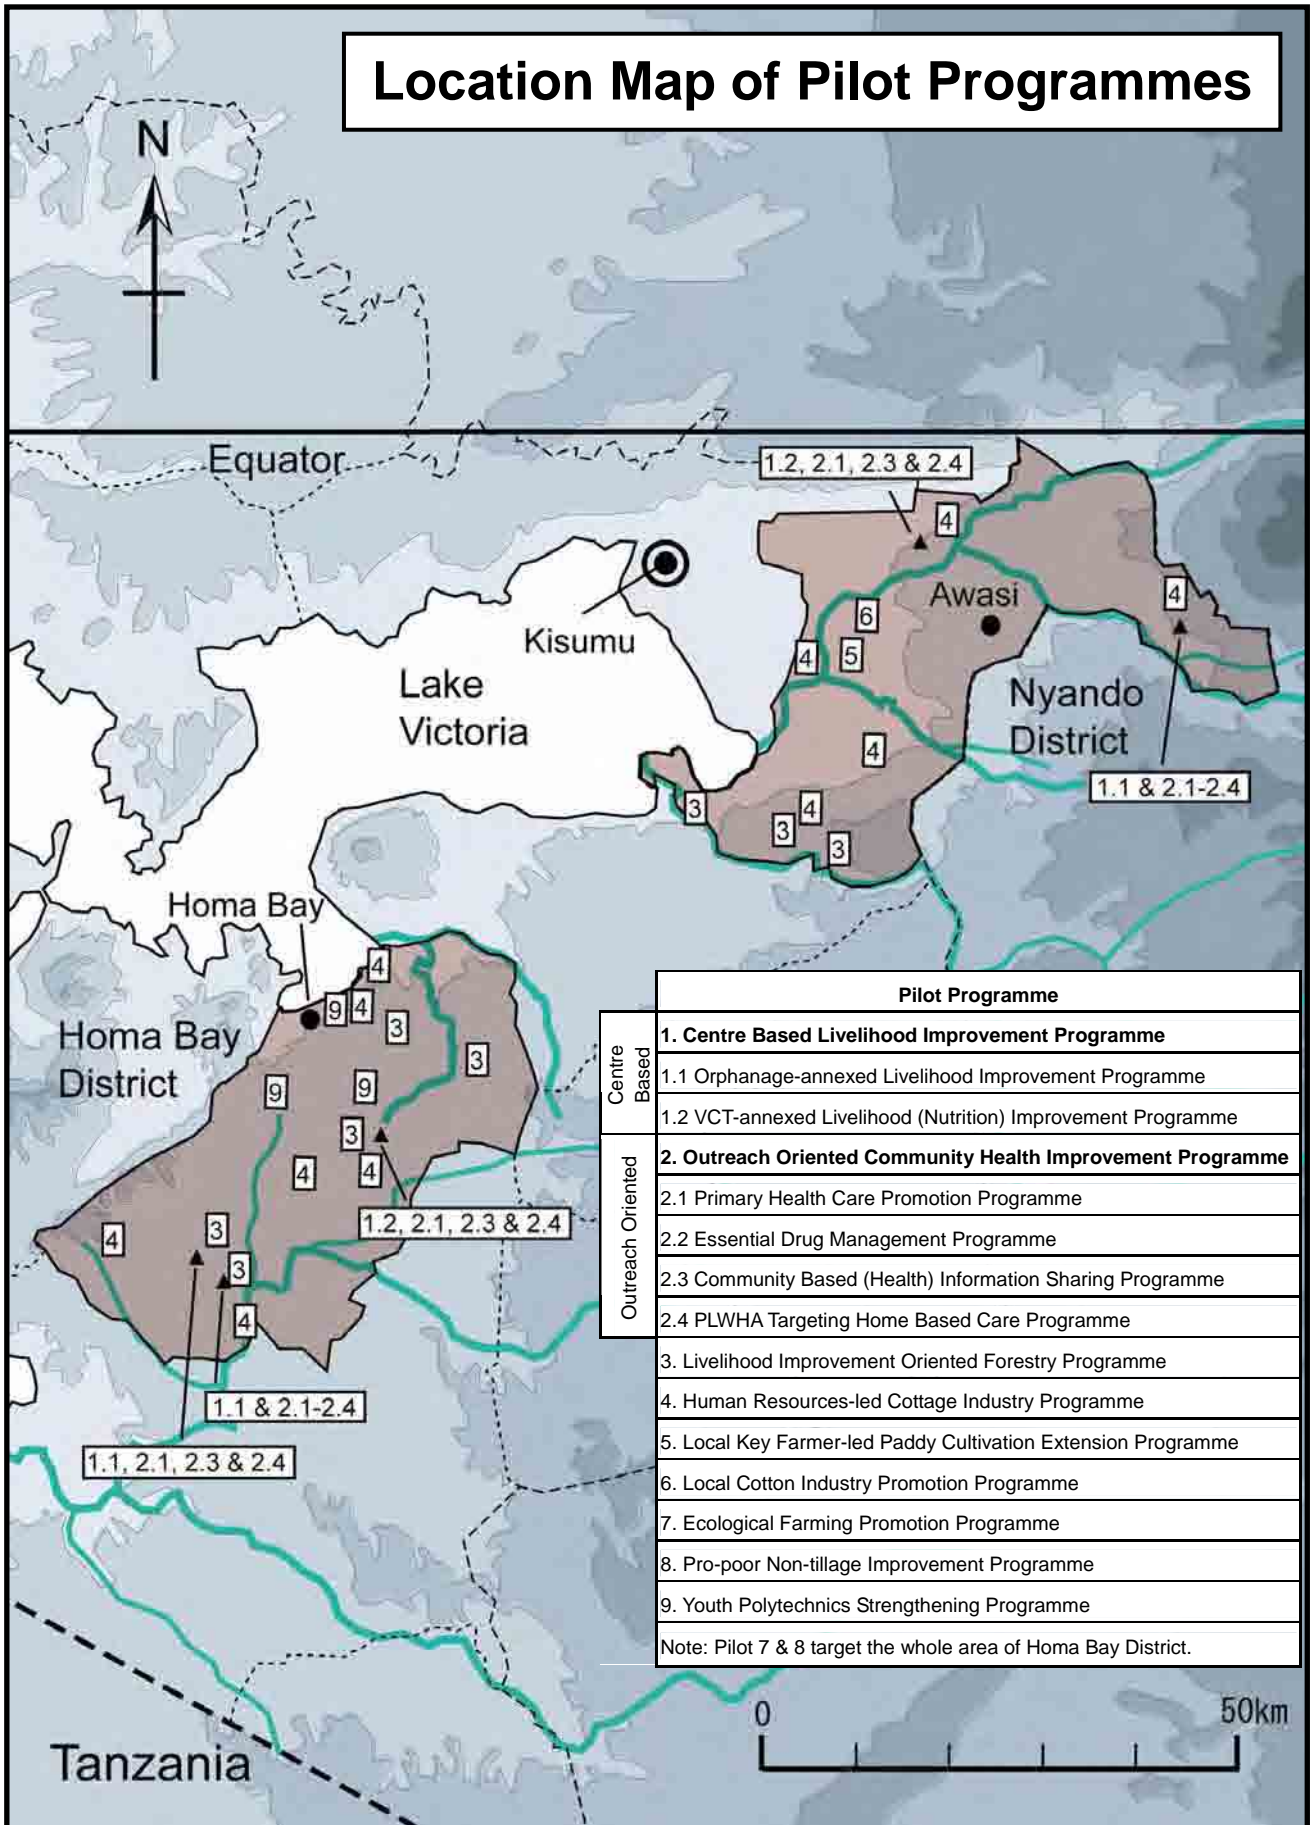 Location Map of Pilot Programmes
N
Equator
1.2, 2.1, 2.3 & 2.4
4
4
Awasi
6
Kisumu
4
5
Lake
Victoria
Nyando
District
4
1.1 & 2.1-2.4
3
4
3
3
Homa Bay
4
9
4
3
Homa Bay
District
3
9
9
3
4
4
1.2, 2.1, 2.3 & 2.4
4
3
3
4
1.1 & 2.1-2.4
1.1, 2.1, 2.3 & 2.4
Pilot Programme
Centre
Based
1. Centre Based Livelihood Improvement Programme
1.1 Orphanage-annexed Livelihood Improvement Programme
1.2 VCT-annexed Livelihood (Nutrition) Improvement Programme
Outreach Oriented
2. Outreach Oriented Community Health Improvement Programme
2.1 Primary Health Care Promotion Programme
2.2 Essential Drug Management Programme
2.3 Community Based (Health) Information Sharing Programme
2.4 PLWHA Targeting Home Based Care Programme
3. Livelihood Improvement Oriented Forestry Programme
4. Human Resources-led Cottage Industry Programme
5. Local Key Farmer-led Paddy Cultivation Extension Programme
6. Local Cotton Industry Promotion Programme
7. Ecological Farming Promotion Programme
8. Pro-poor Non-tillage Improvement Programme
9. Youth Polytechnics Strengthening Programme
Note: Pilot 7 & 8 target the whole area of Homa Bay District.
0
50km
Tanzania